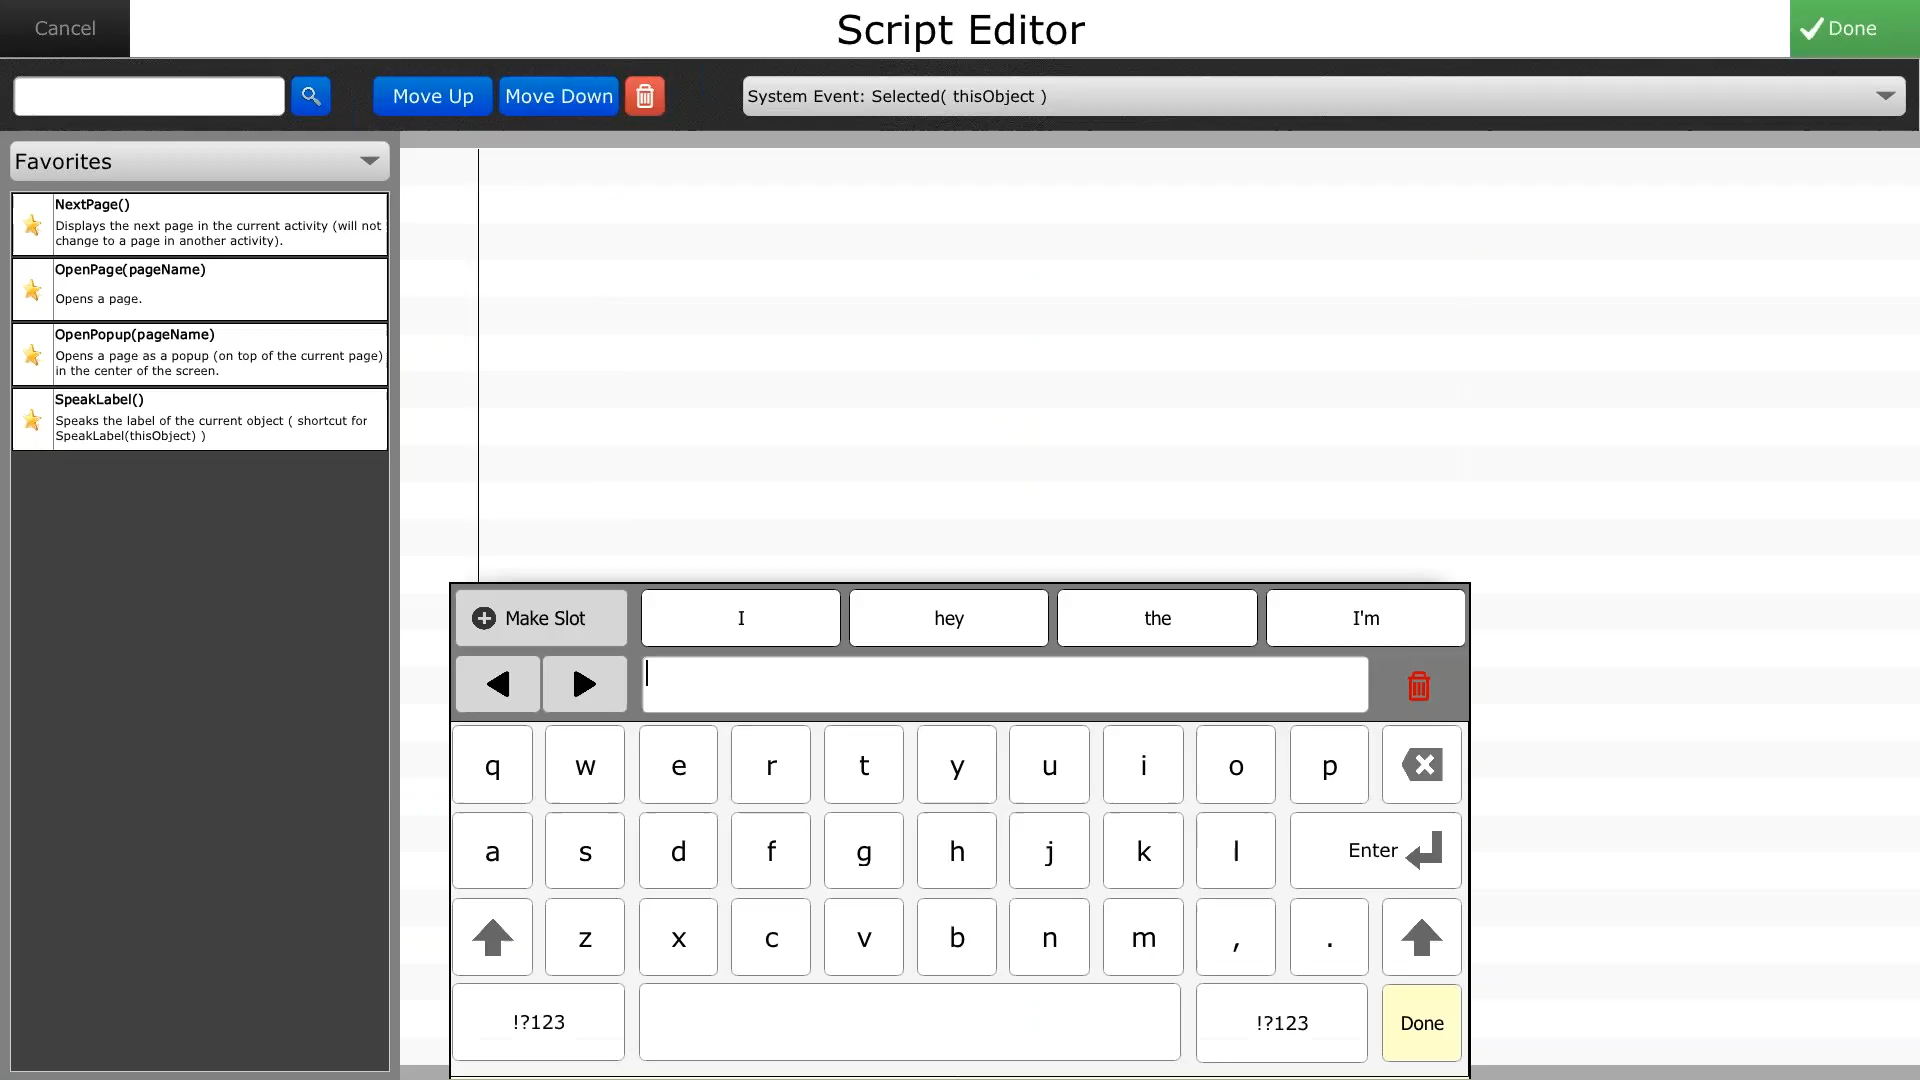 Cancel
Script Editor
Done
Move Up
Move Down
System Event: Selected( thisObject )
Favorites
NextPage()
Displays the next page in the current activity (will not
change to a page in another activity).
OpenPage(pageName)
Opens a page.
OpenPopup(pageName)
Opens a page as a popup (on top of the current page)
in the center of the screen.
SpeakLabel()
Speaks the label of the current object ( shortcut for
SpeakLabel(thisObject) )
Make Slot
I
hey
the
I'm
q w e r t y u i o p
a s d f g h j k l Enter
z x c v b n m , .
!?123
!?123
Done